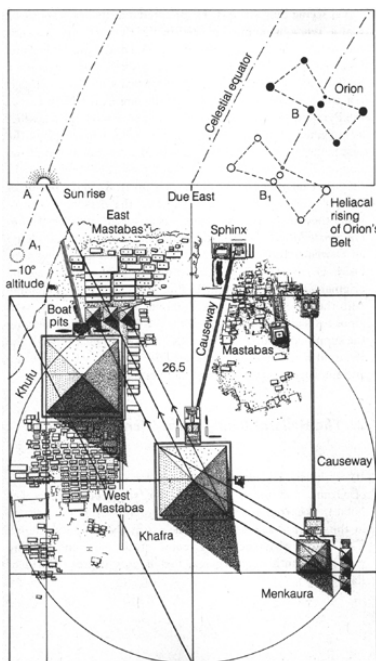 Celestial equator
Orion
B
A
Sun rise
Due East
B₁
Heliacal
rising
of Orion's
Belt
A₁
−10°
altitude
East
Mastabas
Sphinx
Boat
pits
Causeway
Mastabas
Khufu
26.5
West
Mastabas
Causeway
Khafra
Menkaura